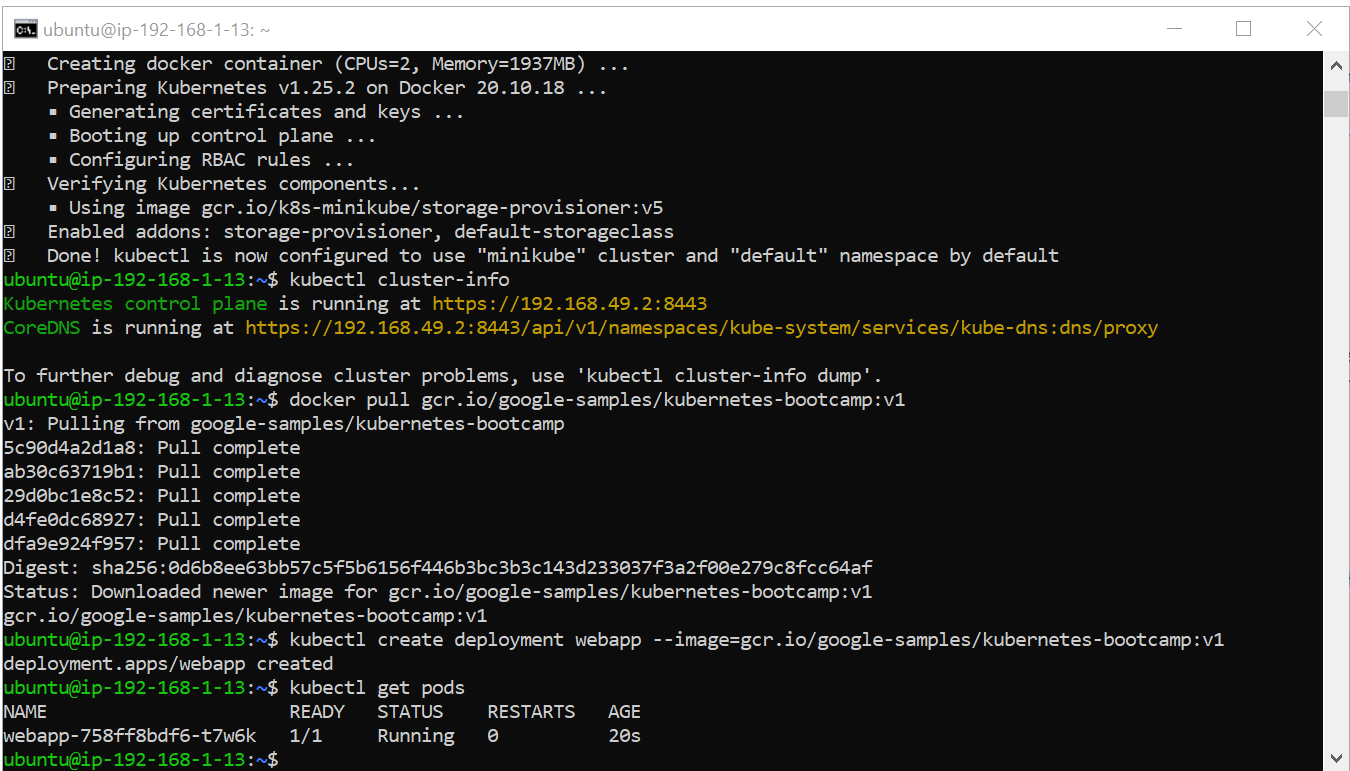 ubuntu@ip-192-168-1-13: ~
Creating docker container (CPUs=2, Memory=1937MB) ...
Preparing Kubernetes v1.25.2 on Docker 20.10.18 ...
▪ Generating certificates and keys ...
▪ Booting up control plane ...
▪ Configuring RBAC rules ...
Verifying Kubernetes components...
▪ Using image gcr.io/k8s-minikube/storage-provisioner:v5
Enabled addons: storage-provisioner, default-storageclass
Done! kubectl is now configured to use "minikube" cluster and "default" namespace by default
ubuntu@ip-192-168-1-13:~$ kubectl cluster-info
Kubernetes control plane is running at https://192.168.49.2:8443
CoreDNS is running at https://192.168.49.2:8443/api/v1/namespaces/kube-system/services/kube-dns:dns/proxy
To further debug and diagnose cluster problems, use 'kubectl cluster-info dump'.
ubuntu@ip-192-168-1-13:~$ docker pull gcr.io/google-samples/kubernetes-bootcamp:v1
v1: Pulling from google-samples/kubernetes-bootcamp
5c90d4a2d1a8: Pull complete
ab30c63719b1: Pull complete
29d0bc1e8c52: Pull complete
d4fe0dc68927: Pull complete
dfa9e924f957: Pull complete
Digest: sha256:0d6b8ee63bb57c5f5b6156f446b3bc3b3c143d233037f3a2f00e279c8fcc64af
Status: Downloaded newer image for gcr.io/google-samples/kubernetes-bootcamp:v1
gcr.io/google-samples/kubernetes-bootcamp:v1
ubuntu@ip-192-168-1-13:~$ kubectl create deployment webapp --image=gcr.io/google-samples/kubernetes-bootcamp:v1
deployment.apps/webapp created
ubuntu@ip-192-168-1-13:~$ kubectl get pods
NAME READY STATUS RESTARTS AGE
webapp-758ff8bdf6-t7w6k 1/1 Running 0 20s
ubuntu@ip-192-168-1-13:~$